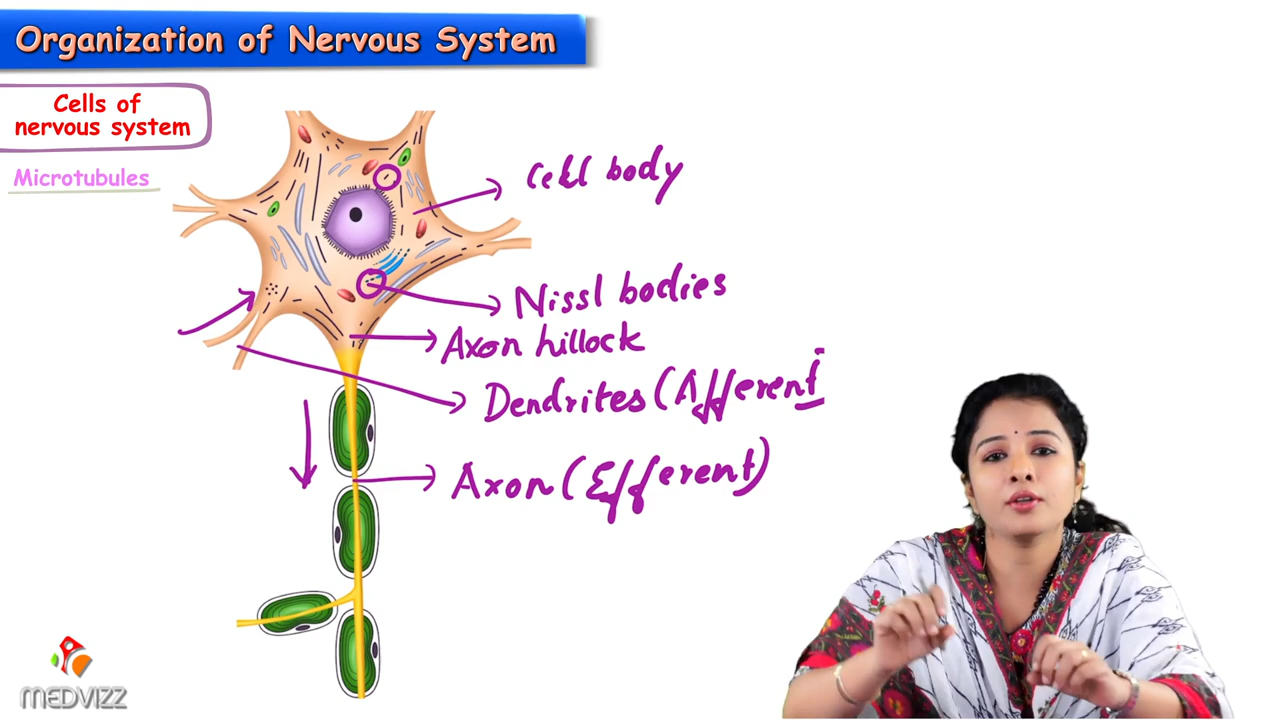 Organization of Nervous System
Cells of
nervous system
Microtubules
Cell body
Nissl bodies
Axon hillock
Dendrites (Afferent
Axon (Efferent)
MEDVIZZ